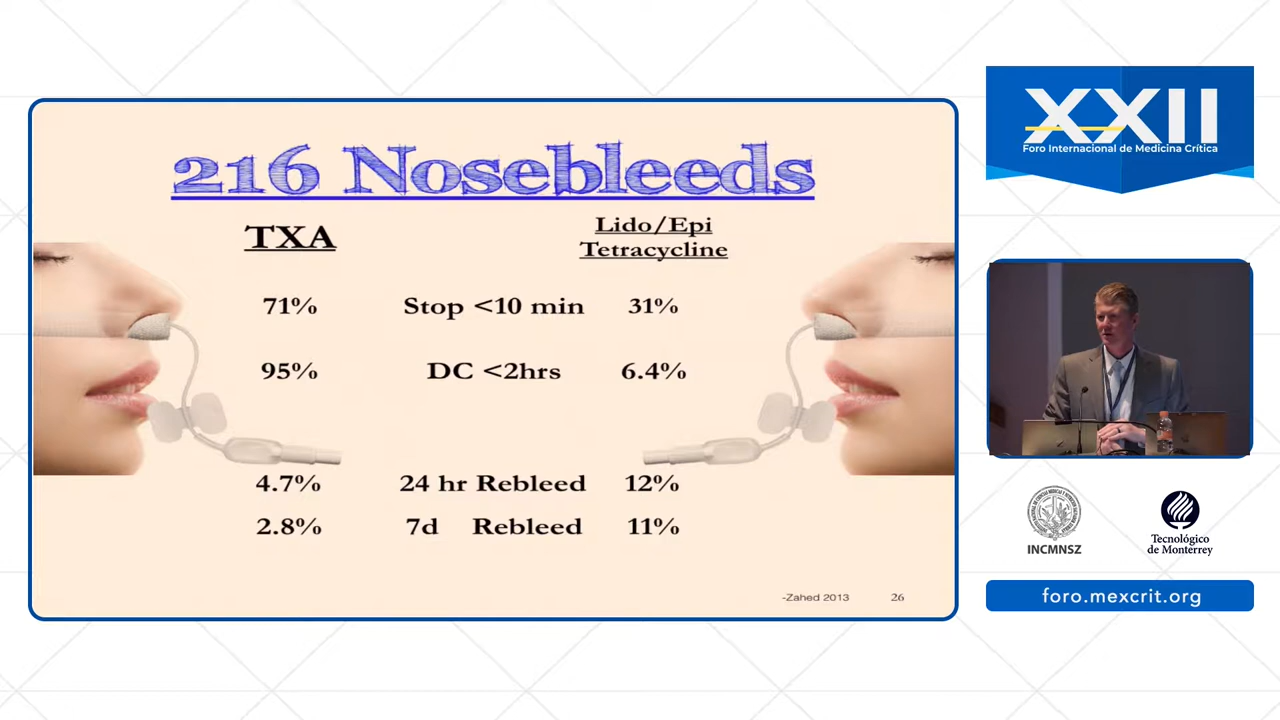 216 Nosebleeds
TXA
Lido/Epi
Tetracycline
71% Stop <10 min 31%
95% DC <2hrs 6.4%
4.7% 24 hr Rebleed 12%
2.8% 7d Rebleed 11%
-Zahed 2013 26
XXII
Foro Internacional de Medicina Crítica
INCMNSZ
Tecnológico
de Monterrey
foro.mexcrit.org